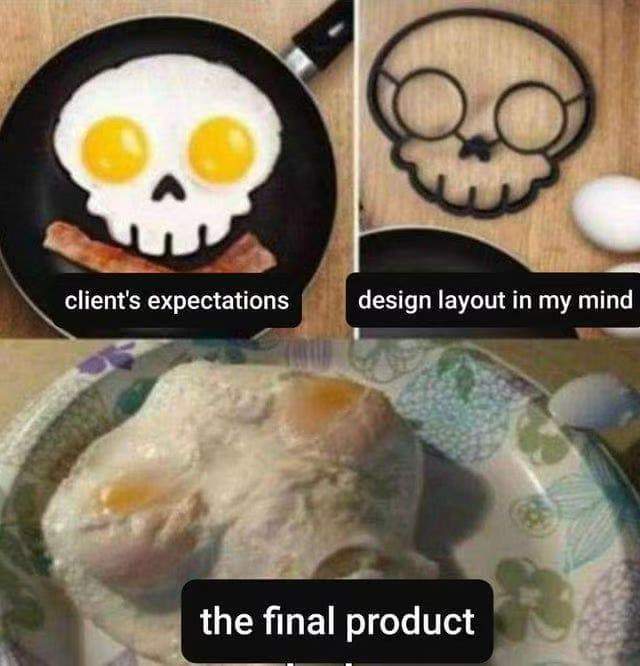 client's expectations
design layout in my mind
the final product